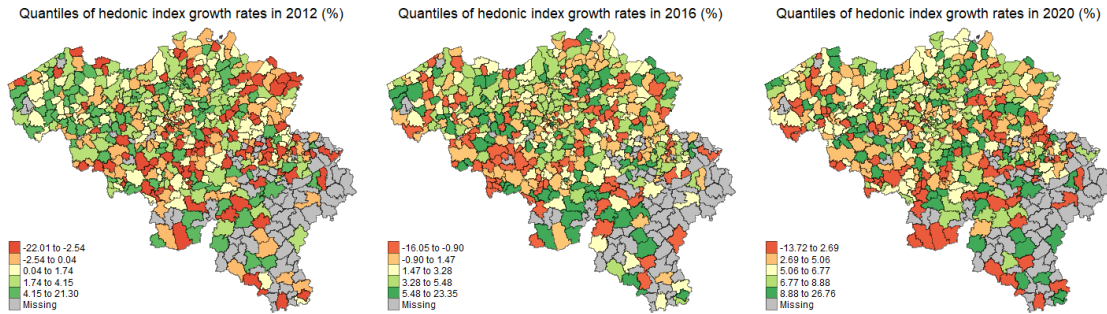 Quantiles of hedonic index growth rates in 2012 (%)
-22.01 to -2.54
-2.54 to 0.04
0.04 to 1.74
1.74 to 4.15
4.15 to 21.30
Missing
Quantiles of hedonic index growth rates in 2016 (%)
-16.05 to -0.90
-0.90 to 1.47
1.47 to 3.28
3.28 to 5.48
5.48 to 23.35
Missing
Quantiles of hedonic index growth rates in 2020 (%)
-13.72 to 2.69
2.69 to 5.06
5.06 to 6.77
6.77 to 8.88
8.88 to 26.76
Missing